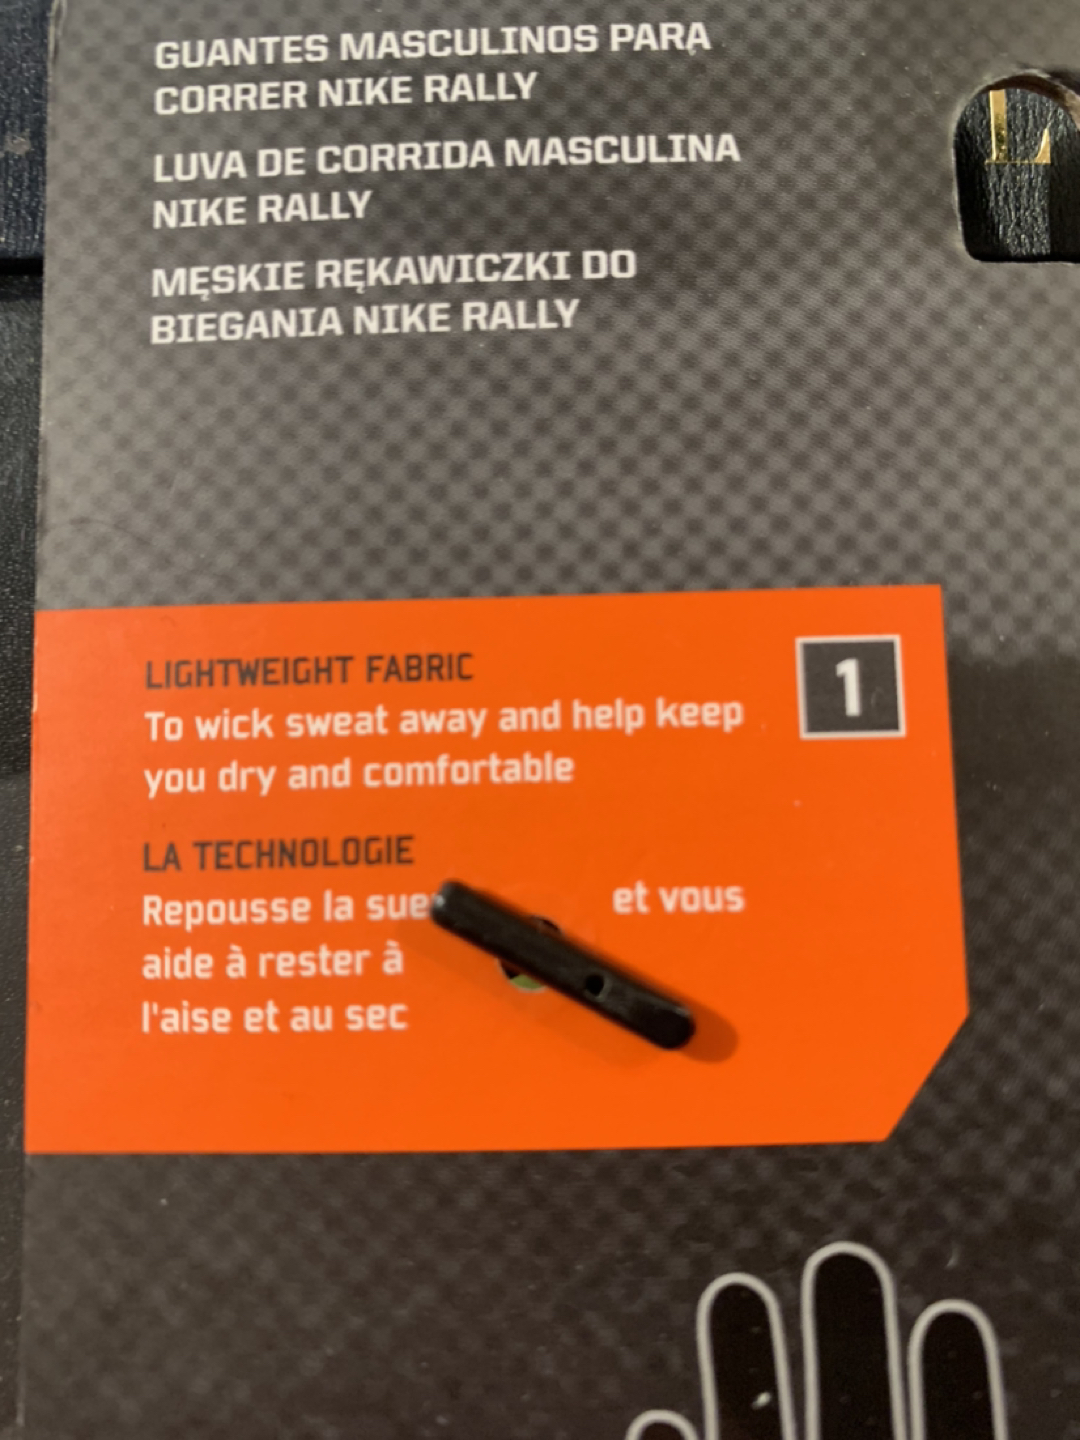 GUANTES MASCULINOS PARA
CORRER NIKE RALLY
LUVA DE CORRIDA MASCULINA
NIKE RALLY
MĘSKIE RĘKAWICZKI DO
BIEGANIA NIKE RALLY
L
LIGHTWEIGHT FABRIC
1
To wick sweat away and help keep
you dry and comfortable
LA TECHNOLOGIE
Repousse la et vous
aide à rester à
l'aise et au sec